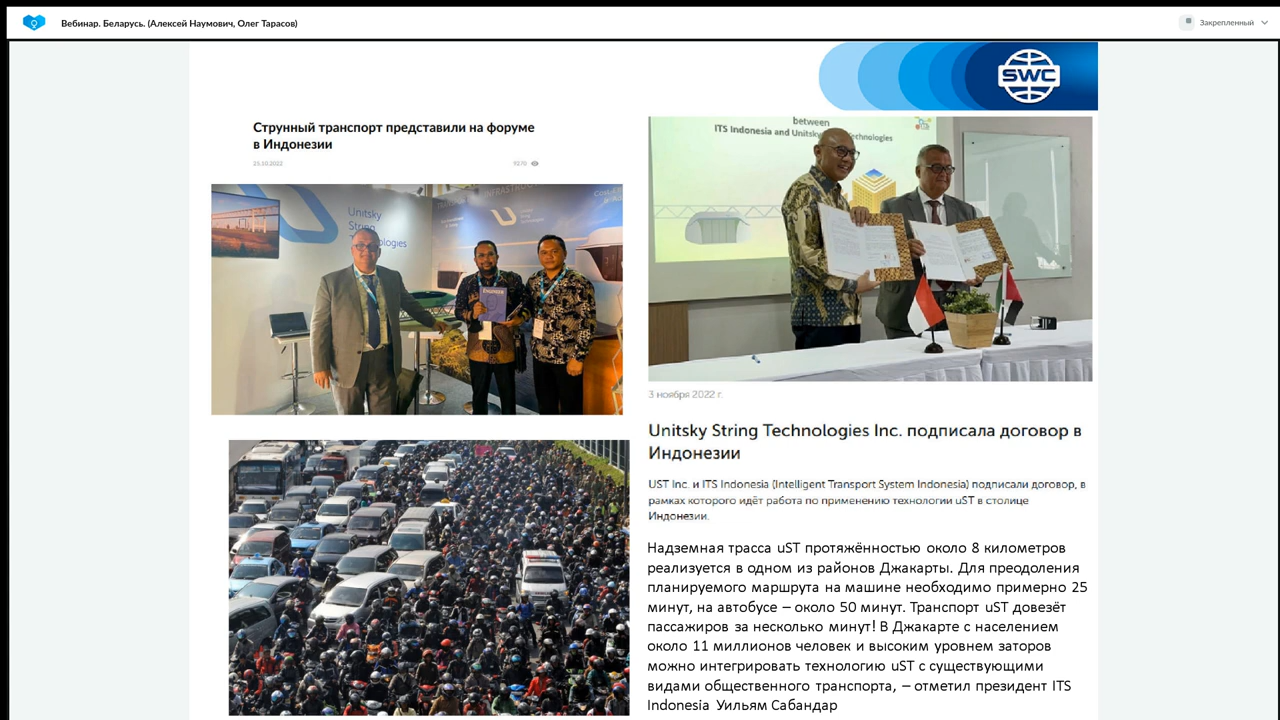 Вебинар. Беларусь. (Алексей Наумович, Олег Тарасов)
Закрепленный
SWC
Струнный транспорт представили на форуме
в Индонезии
25.10.2022
9270
Unitsky
String
Technologies
between
ITS Indonesia and Unitsky Technologies
3 ноября 2022 г.
Unitsky String Technologies Inc. подписала договор в
Индонезии
UST Inc. и ITS Indonesia (Intelligent Transport System Indonesia) подписали договор, в
рамках которого идёт работа по применению технологии uST в столице
Индонезии.
Надземная трасса uST протяжённостью около 8 километров
реализуется в одном из районов Джакарты. Для преодоления
планируемого маршрута на машине необходимо примерно 25
минут, на автобусе – около 50 минут. Транспорт uST довезёт
пассажиров за несколько минут! В Джакарте с населением
около 11 миллионов человек и высоким уровнем заторов
можно интегрировать технологию uST с существующими
видами общественного транспорта, – отметил президент ITS
Indonesia Уильям Сабандар